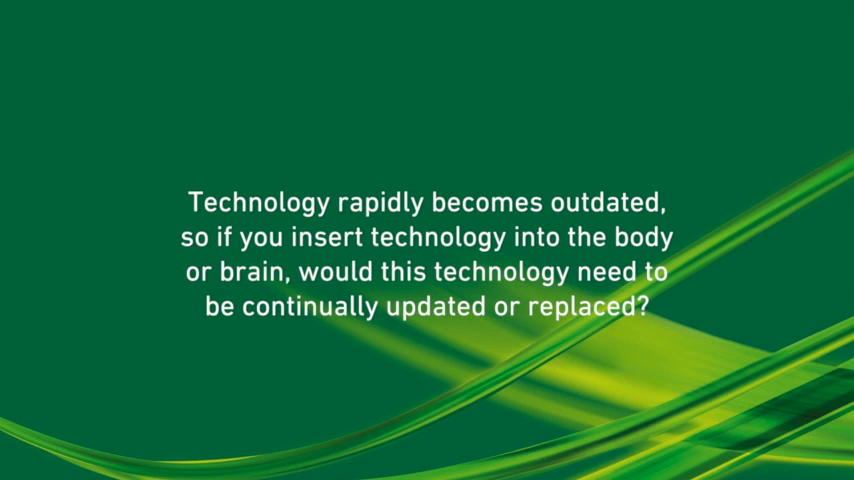 Technology rapidly becomes outdated,
so if you insert technology into the body
or brain, would this technology need to
be continually updated or replaced?